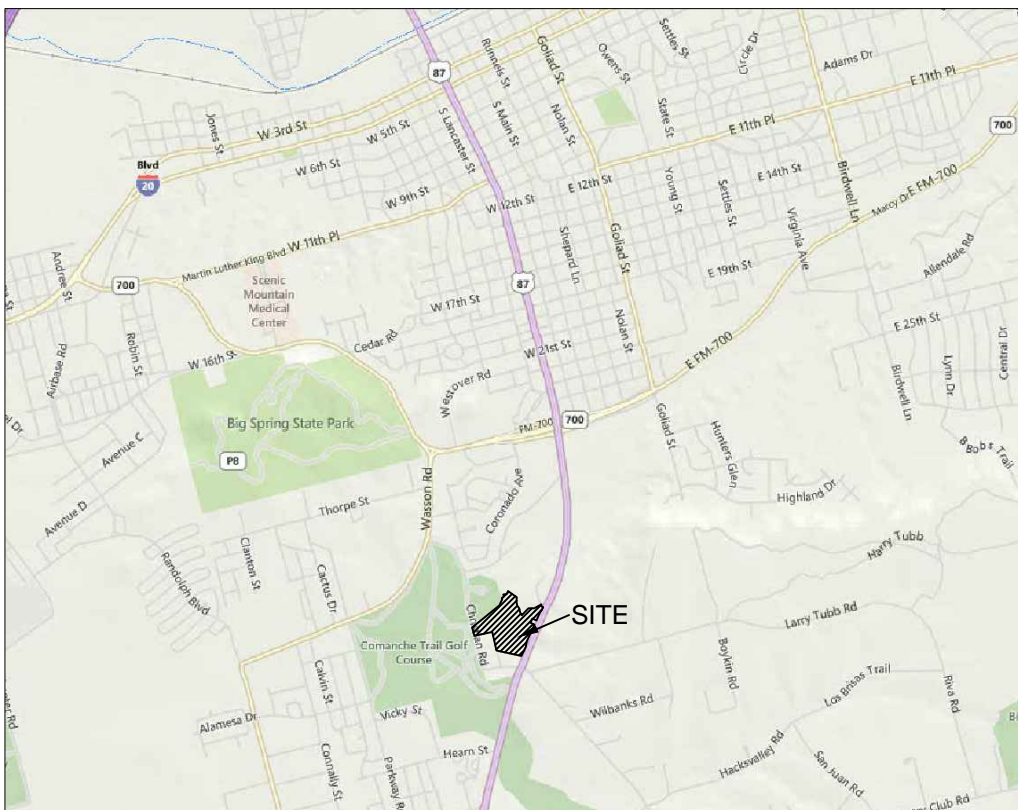 Settles St
Circle Dr
Adams Dr
Runnels St
Goliad St
Owens St
E 11th Pl
87
S Lancaster St
S Main St
Nolan St
State St
E 11th Pl
700
Jones St
W 3rd St
W 5th St
Blvd
20
W 6th St
W 9th St
W 12th St
E 12th St
Young St
Settles St
E 14th St
Birdwell Ln
E FM-700
Marcy Dr
Martin Luther King Blvd
W 11th Pl
Andree St
700
Scenic
Mountain
Medical
Center
Shepard Ln
Goliad St
Virginia Ave
E 19th St
Allendale Rd
87
W 17th St
Nolan St
Airbase Rd
Robin St
W 16th St
Cedar Rd
W 21st St
E FM-700
E 25th St
Westover Rd
Birdwell Ln
Lynn Dr
Central Dr
Big Spring State Park
P8
FM-700
700
Goliad St
Hunters Glen
Avenue C
Avenue D
Thorpe St
Wasson Rd
Coronado Ave
Highland Dr
Bobs Trail
Harry Tubb
Randolph Blvd
Clanton St
Cactus Dr
SITE
Larry Tubb Rd
Comanche Trail Golf
Course
Calvin St
Boykin Rd
Los Brisas Trail
Riva Rd
Alamesa Dr
Vicky St
Wilbanks Rd
Connally St
Parkway R
Hearn St
Hacksvalley Rd
San Juan Rd
Club Rd